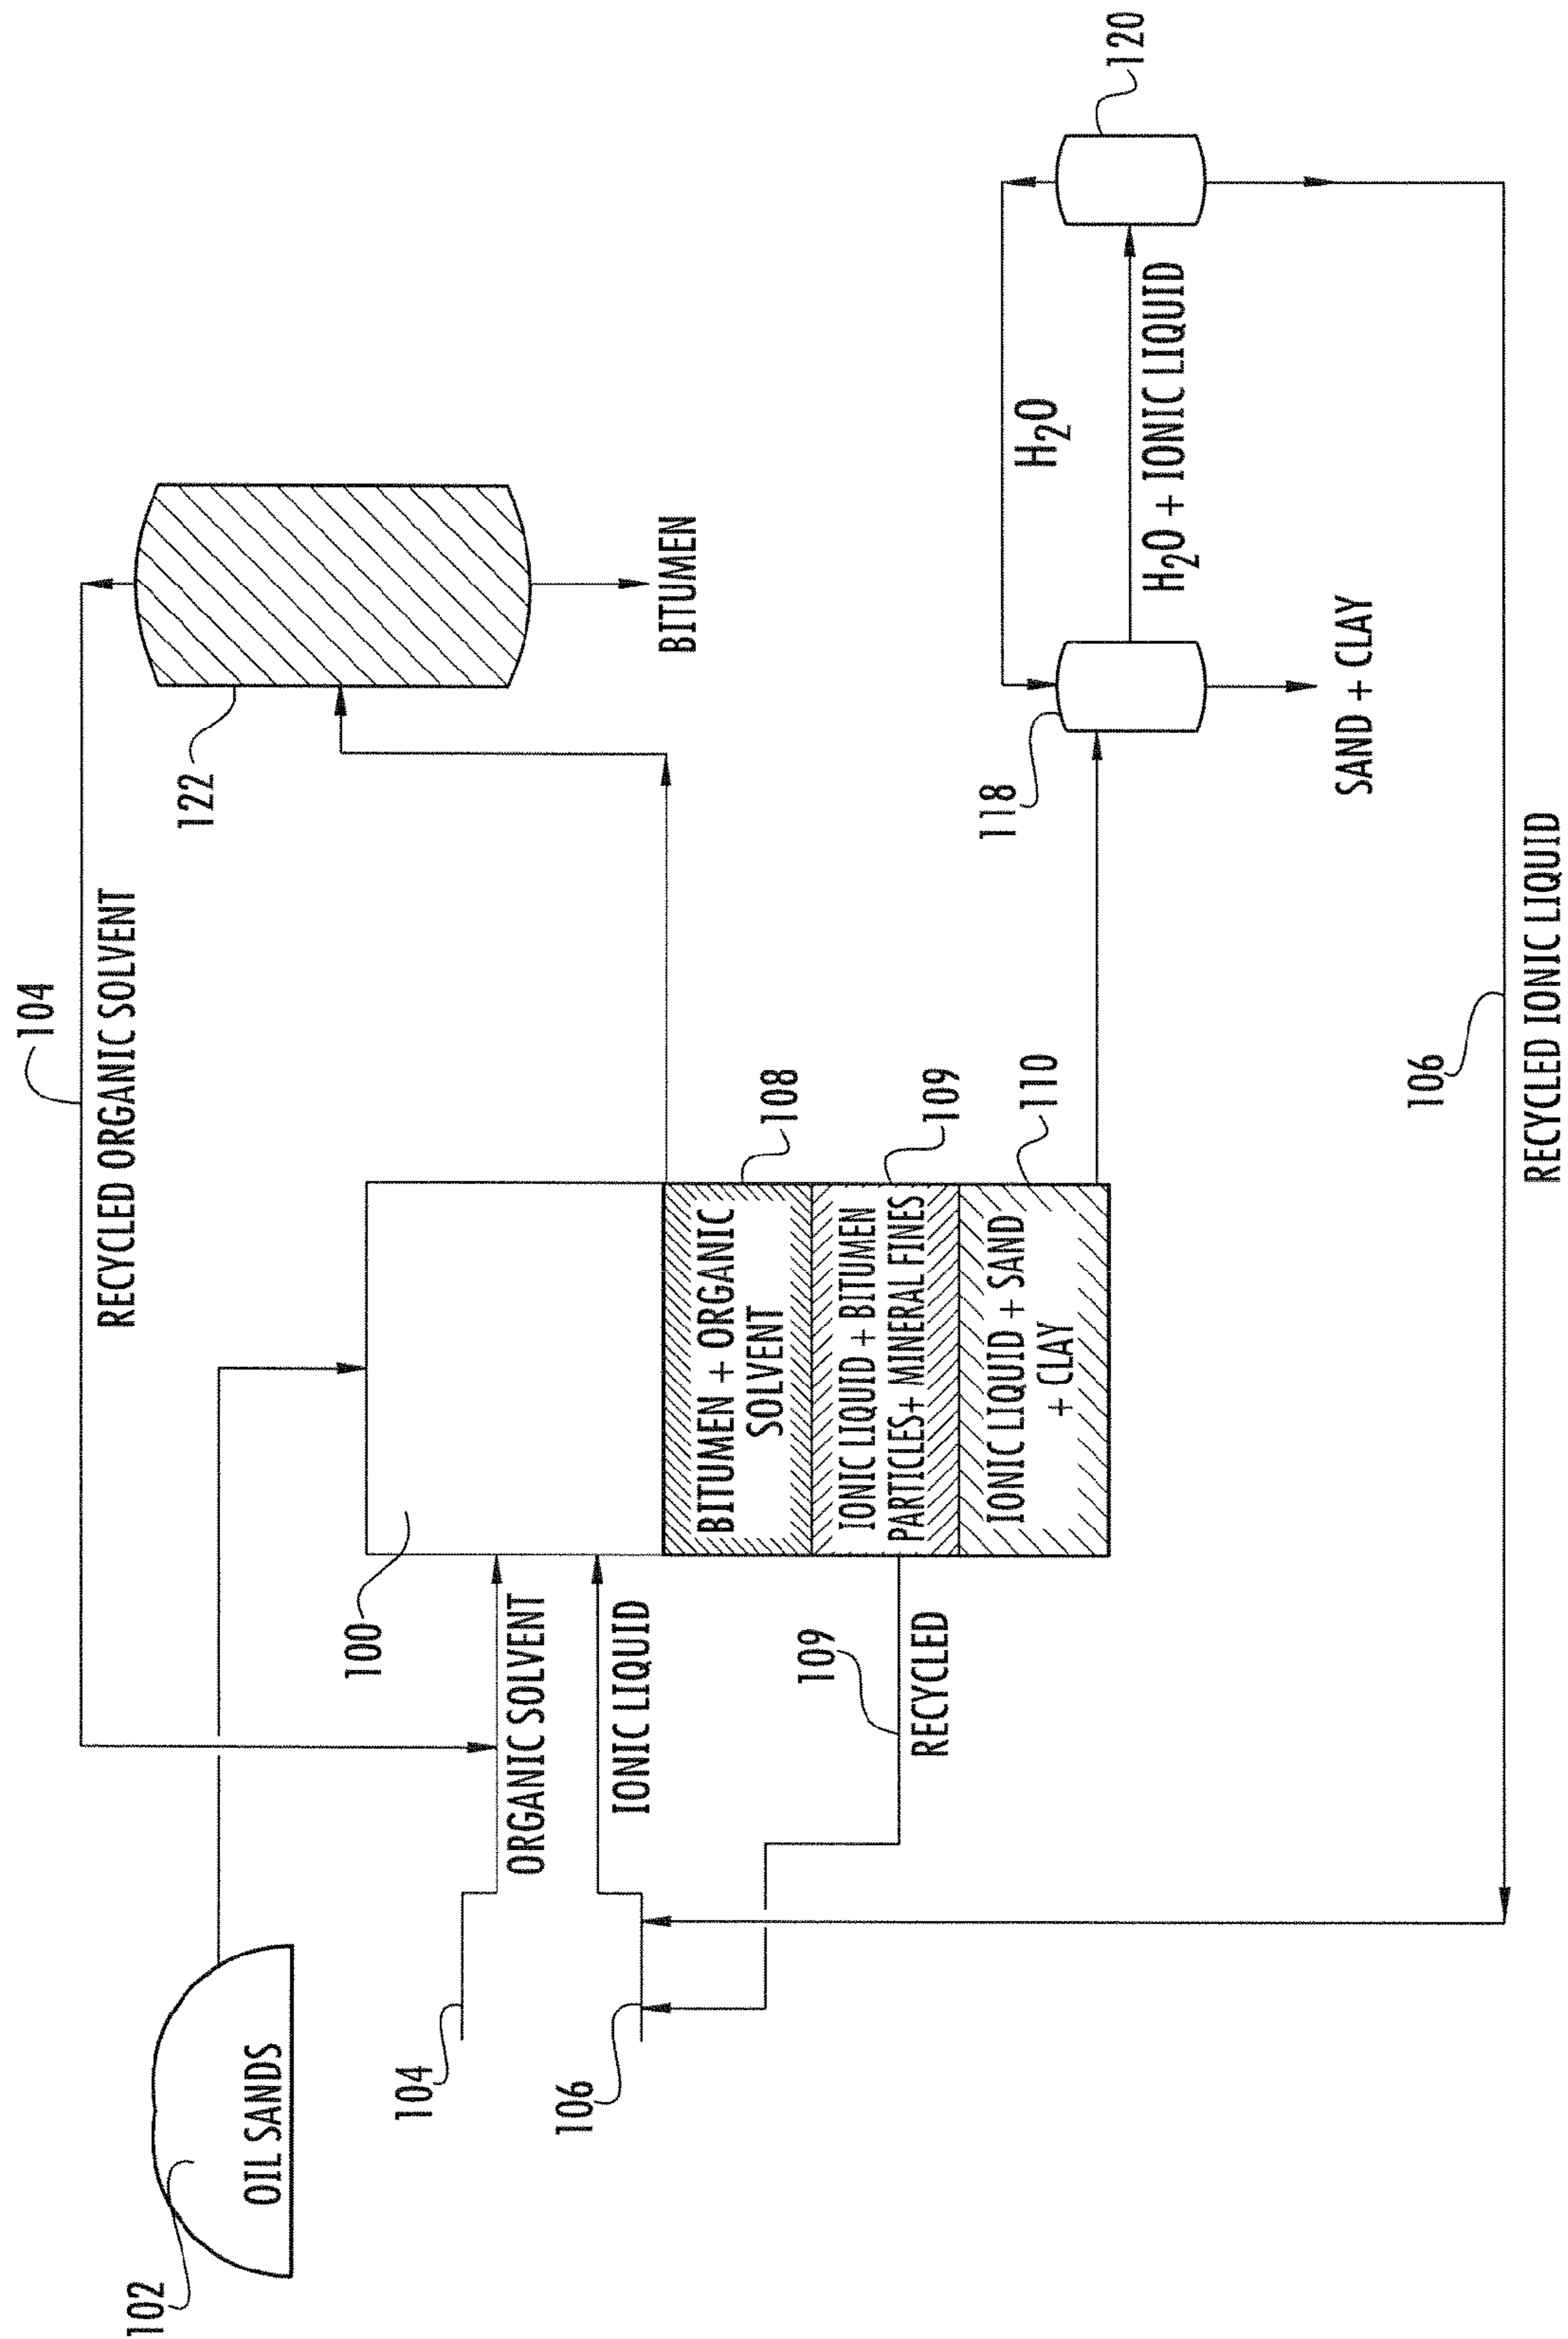 104
RECYCLED ORGANIC SOLVENT
102
OIL SANDS
122
BITUMEN
100
104
ORGANIC SOLVENT
106
IONIC LIQUID
BITUMEN + ORGANIC
SOLVENT
108
IONIC LIQUID + BITUMEN
PARTICLES+ MINERAL FINES
109
IONIC LIQUID + SAND
+ CLAY
110
109
RECYCLED
118
H2O
120
H2O + IONIC LIQUID
SAND + CLAY
106
RECYCLED IONIC LIQUID